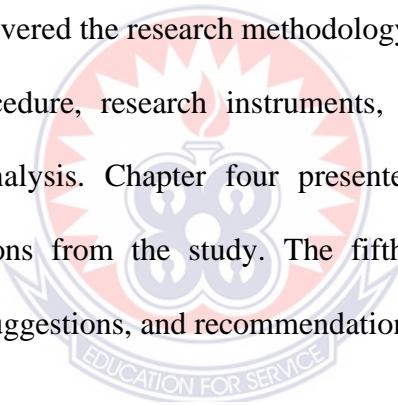 vered the research methodology
cedure, research instruments,
nalysis. Chapter four presente
ons from the study. The fifth
uggestions, and recommendation
EDUCATION FOR SERVICE